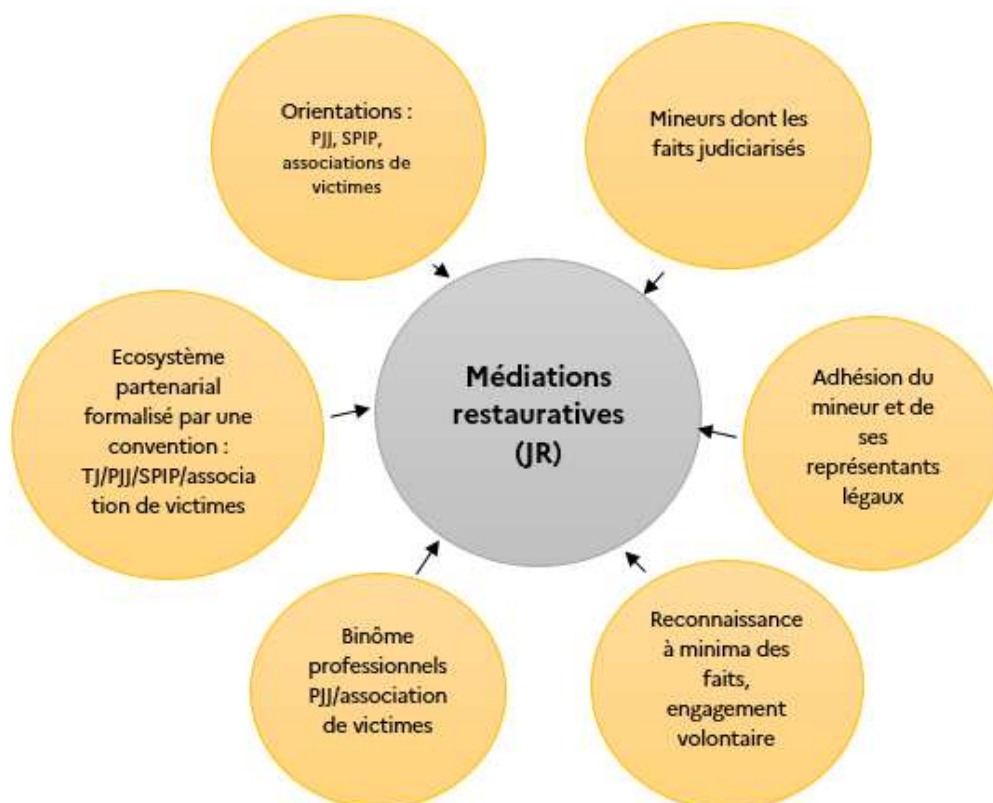 Orientations :
PJJ, SPIP,
associations de
victimes
Mineurs dont les
faits judiciarisés
Ecosystème
partenarial
formalisé par une
convention :
TJ/PJJ/SPIP/associa
tion de victimes
Médiations
restauratives
(JR)
Adhésion du
mineur et de
ses
représentants
légaux
Binôme
professionnels
PJJ/association
de victimes
Reconnaissance
à minima des
faits,
engagement
volontaire